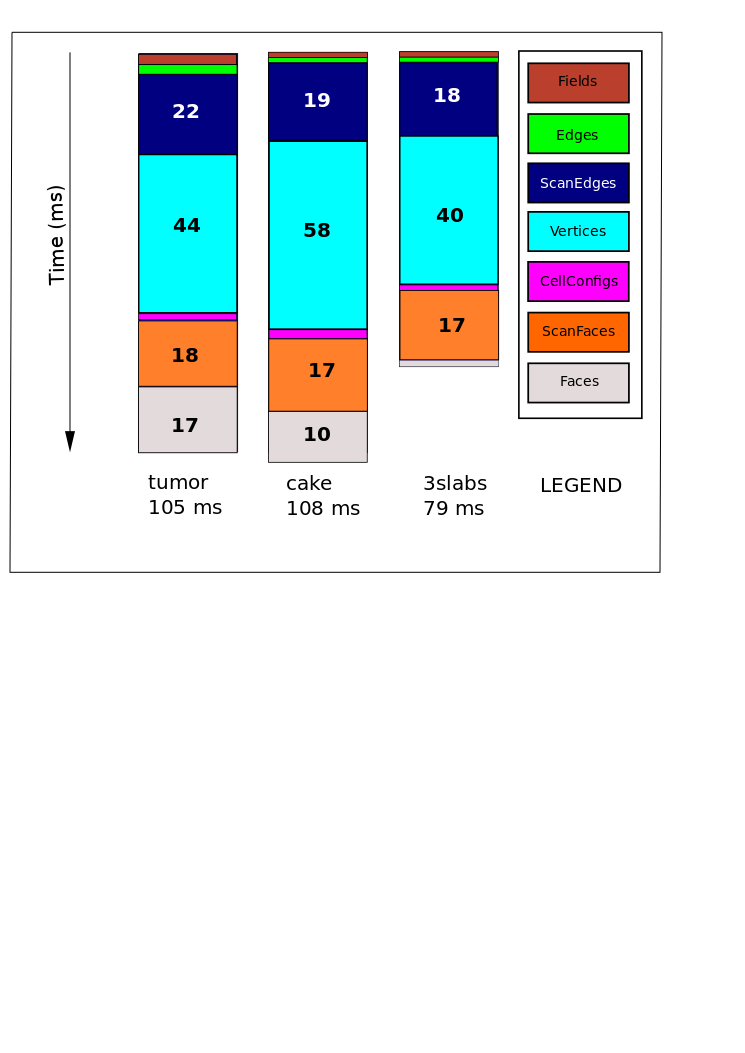 Time (ms)
22
44
18
17
tumor
105 ms
19
58
17
10
cake
108 ms
18
40
17
3slabs
79 ms
Fields
Edges
ScanEdges
Vertices
CellConfigs
ScanFaces
Faces
LEGEND